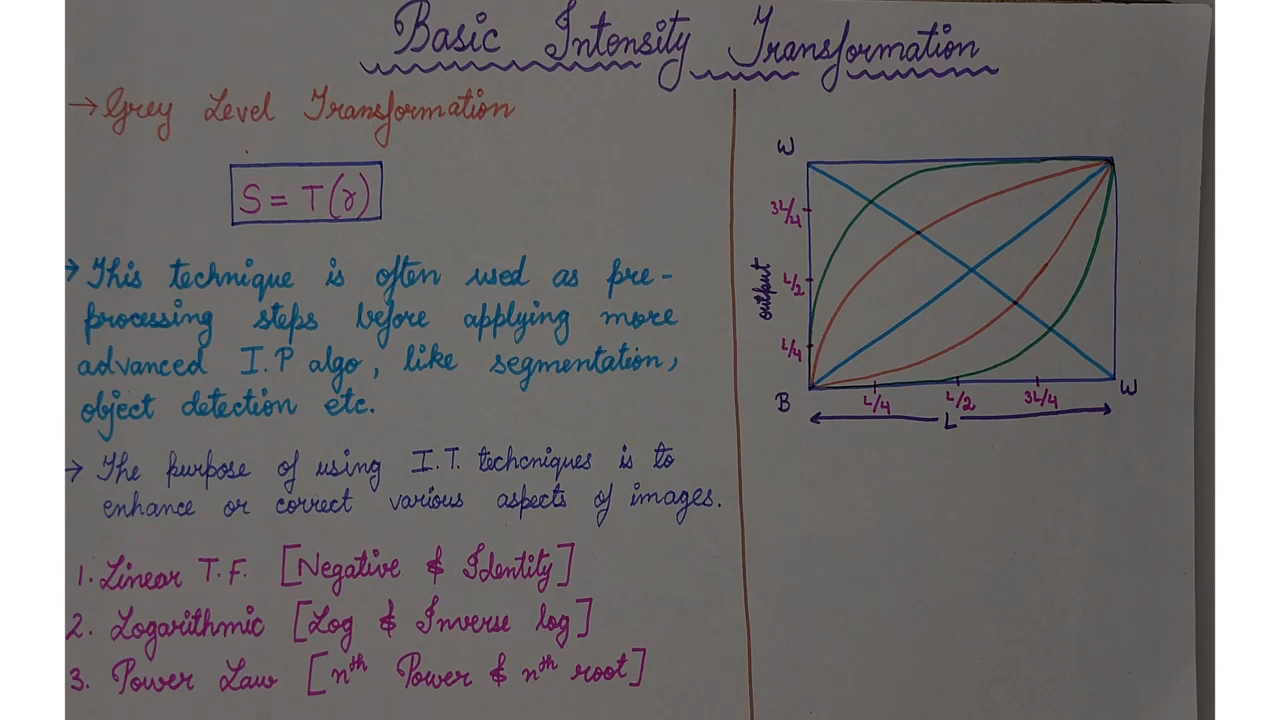 Basic Intensity Transformation
→ Grey Level Transformation
S = T(r)
→ This technique is often used as pre-
processing steps before applying more
advanced I.P algo, like segmentation,
object detection etc.
→ The purpose of using I.T. techcniques is to
enhance or correct various aspects of images.
1. Linear T.F. [Negative & Identity]
2. Logarithmic [Log & Inverse log]
3. Power Law [nth Power & nth root]
W
3L/4
L/2
output
L/4
B
L/4 L/2 3L/4
W
L